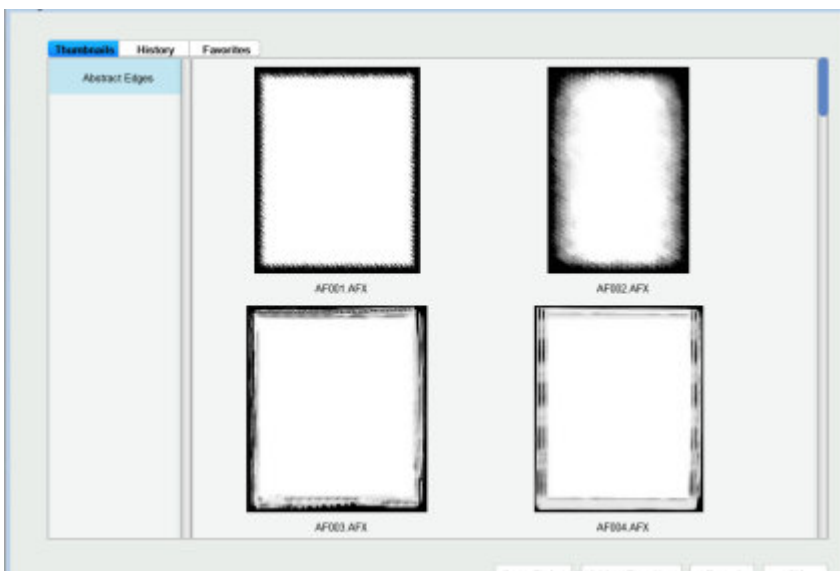 Thumbnails History Favorites
Abstract Edges
AF001.AFX AF002.AFX
AF003.AFX AF004.AFX